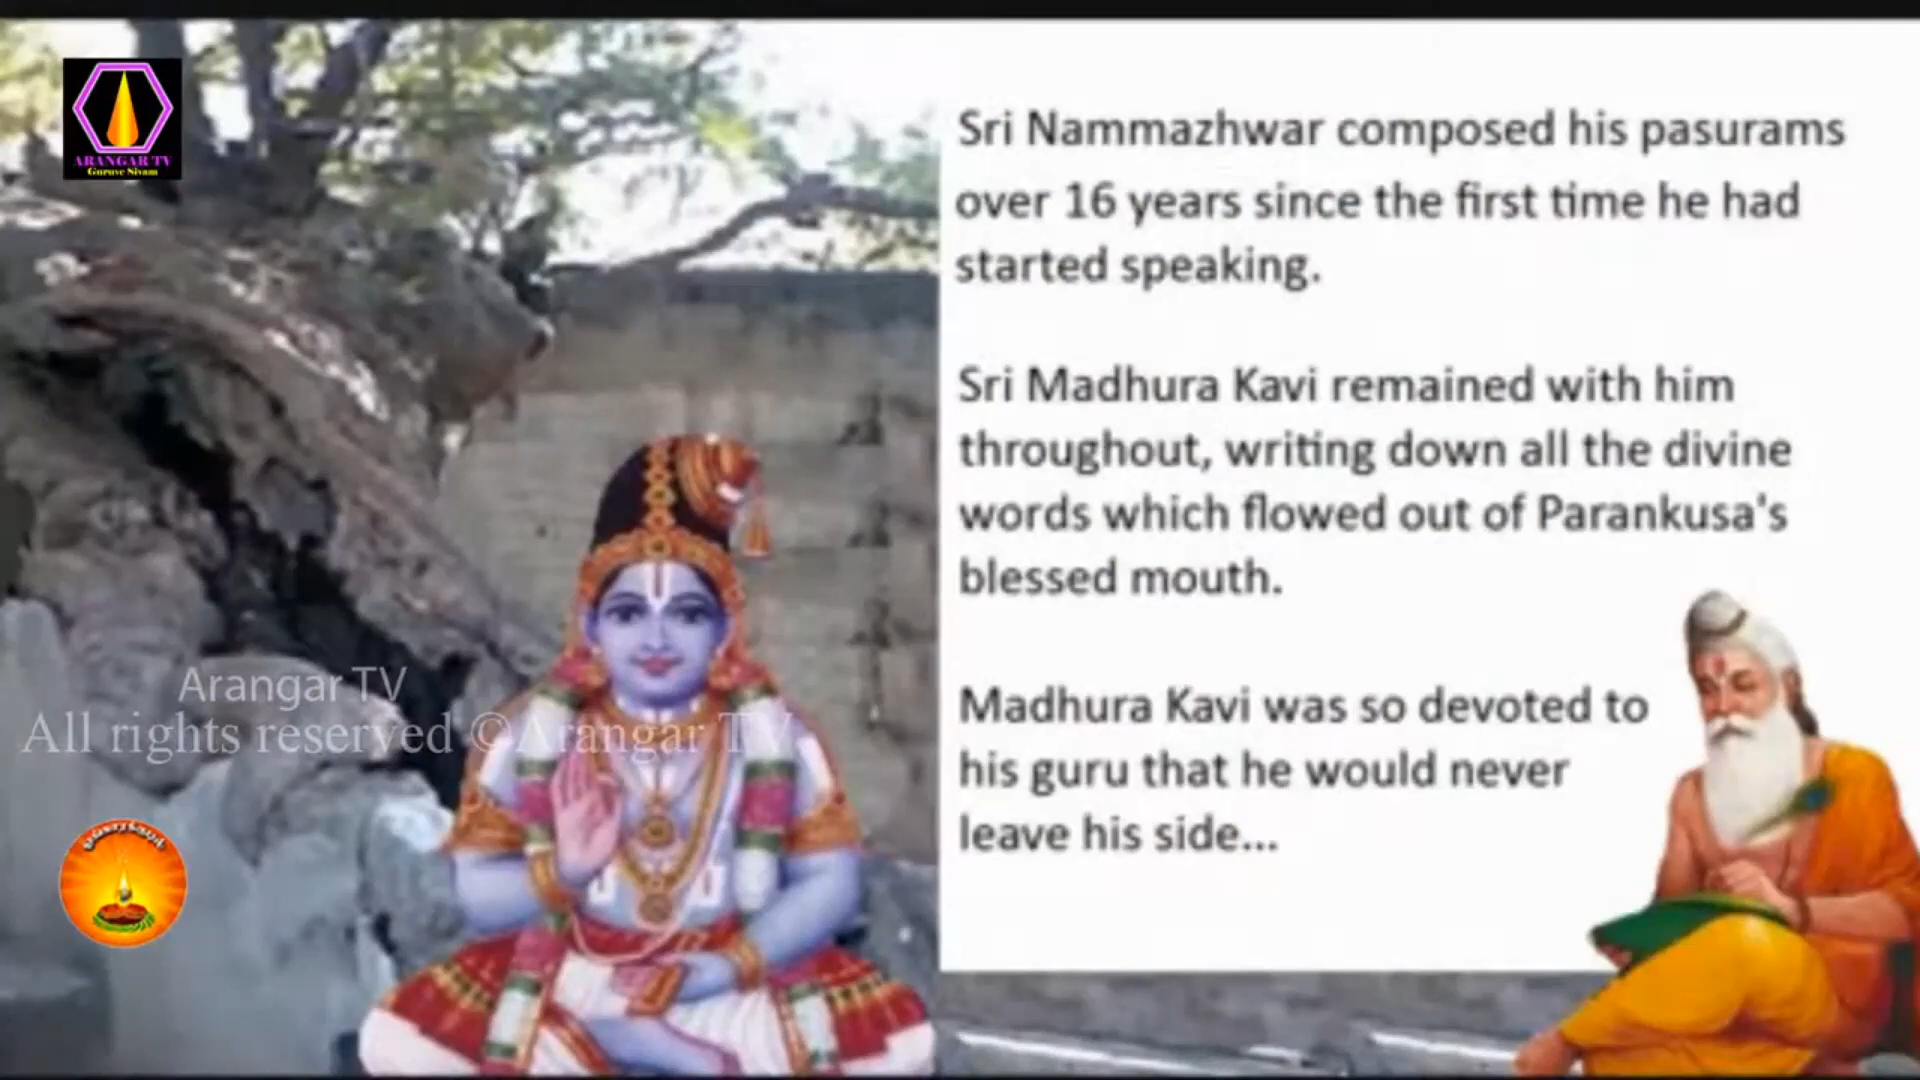 ARANGAR TV
Guruve Sivam
Sri Nammazhwar composed his pasurams
over 16 years since the first time he had
started speaking.
Sri Madhura Kavi remained with him
throughout, writing down all the divine
words which flowed out of Parankusa's
blessed mouth.
Madhura Kavi was so devoted to
his guru that he would never
leave his side...
Arangar TV
All rights reserved ©Arangar TV